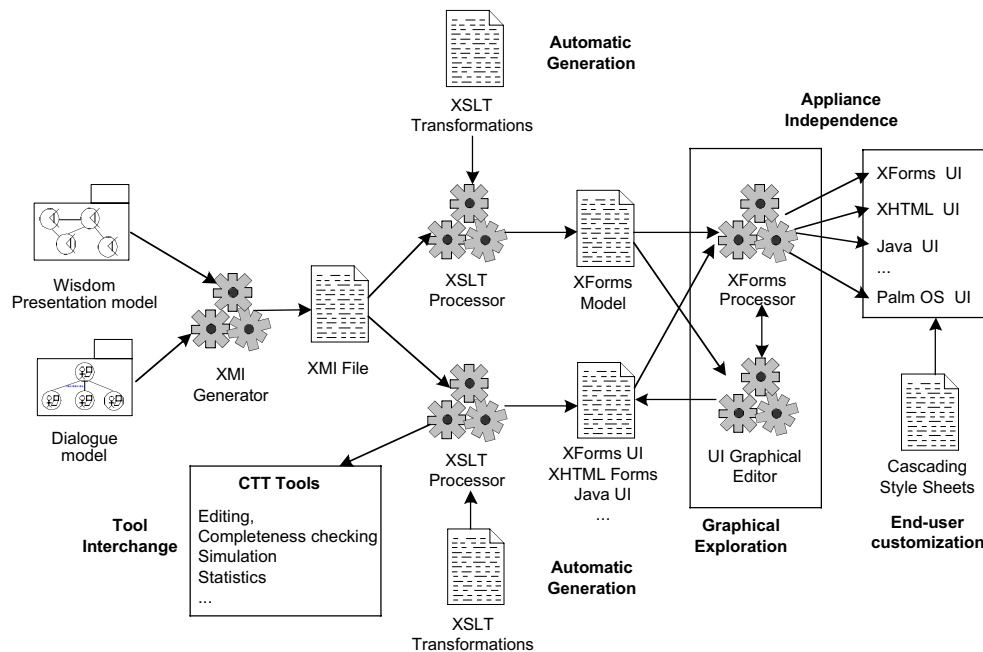 Automatic
Generation
XSLT
Transformations
Appliance
Independence
XForms UI
XHTML UI
Java UI
...
Palm OS UI
Wisdom
Presentation model
XSLT
Processor
XForms
Model
XForms
Processor
XMI
Generator
XMI File
Dialogue
model
XSLT
Processor
XForms UI
XHTML Forms
Java UI
...
UI Graphical
Editor
Cascading
Style Sheets
CTT Tools
Editing,
Completeness checking
Simulation
Statistics
...
Tool
Interchange
Graphical
Exploration
End-user
customization
Automatic
Generation
XSLT
Transformations